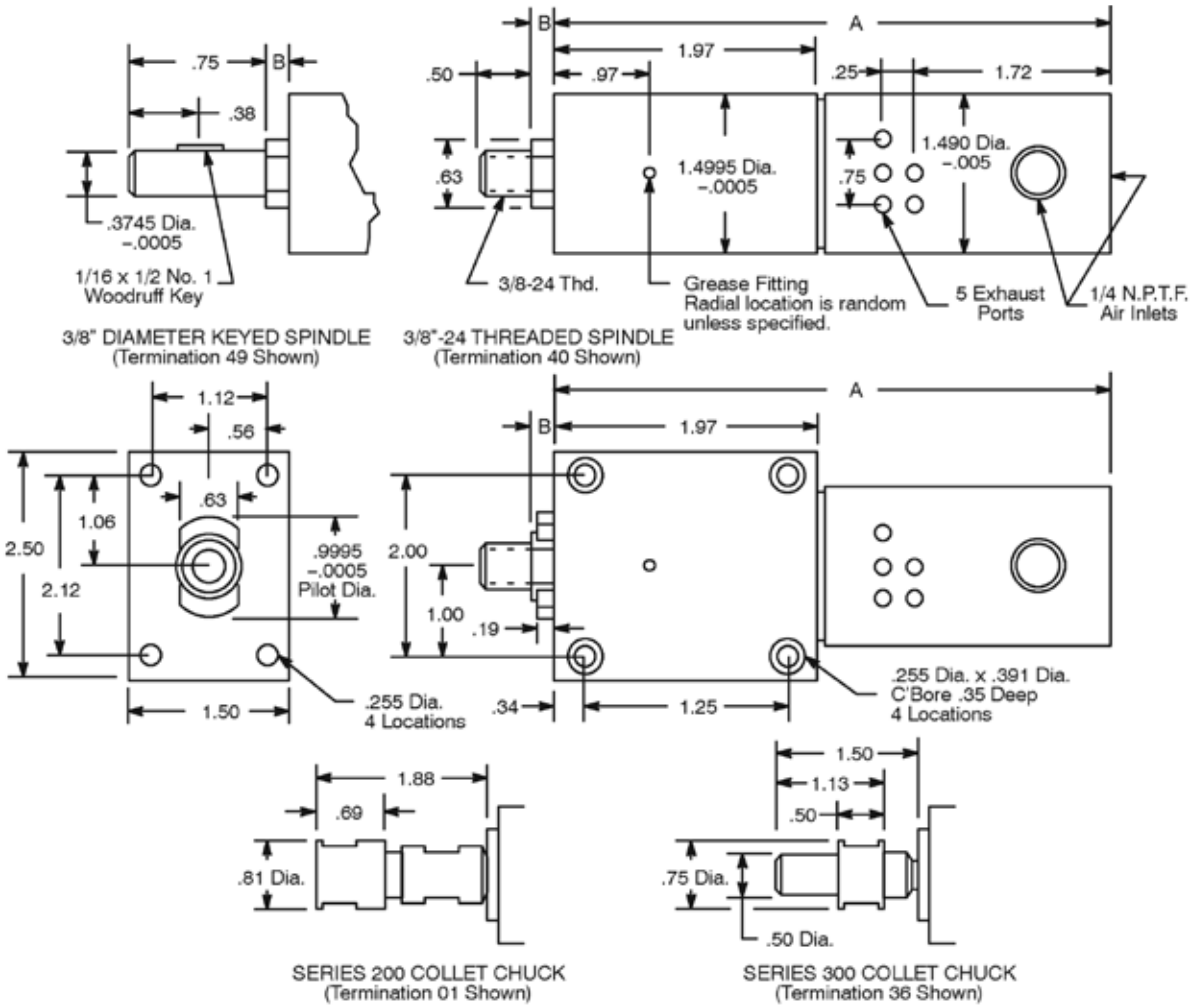 B
A
.75
B
1.97
.50
.97
.25
1.72
.38
.63
1.4995 Dia.
–.0005
1.490 Dia.
–.005
.75
.3745 Dia.
–.0005
1/16 x 1/2 No. 1
Woodruff Key
3/8-24 Thd.
Grease Fitting
Radial location is random
unless specified.
5 Exhaust
Ports
1/4 N.P.T.F.
Air Inlets
3/8" DIAMETER KEYED SPINDLE
(Termination 49 Shown)
3/8"-24 THREADED SPINDLE
(Termination 40 Shown)
1.12
.56
A
B
1.97
.63
1.06
2.50
2.12
.9995
–.0005
Pilot Dia.
2.00
1.00
.19
.255 Dia.
4 Locations
1.50
.34
1.25
.255 Dia. x .391 Dia.
C'Bore .35 Deep
4 Locations
1.88
.69
.81 Dia.
SERIES 200 COLLET CHUCK
(Termination 01 Shown)
1.50
1.13
.50
.75 Dia.
.50 Dia.
SERIES 300 COLLET CHUCK
(Termination 36 Shown)